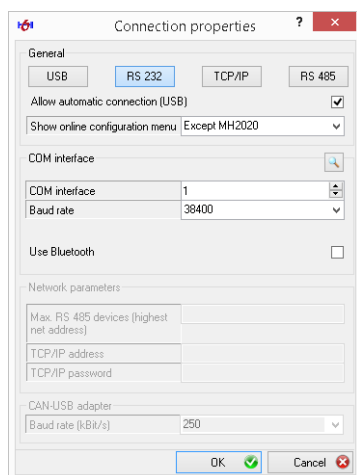 Connection properties ? ×
General
USB RS 232 TCP/IP RS 485
Allow automatic connection (USB)
Show online configuration menu Except MH2020
COM interface
COM interface 1
Baud rate 38400
Use Bluetooth
Network parameters
Max. RS 485 devices (highest
net address)
TCP/IP address
TCP/IP password
CAN-USB adapter
Baud rate (kBit/s) 250
OK Cancel